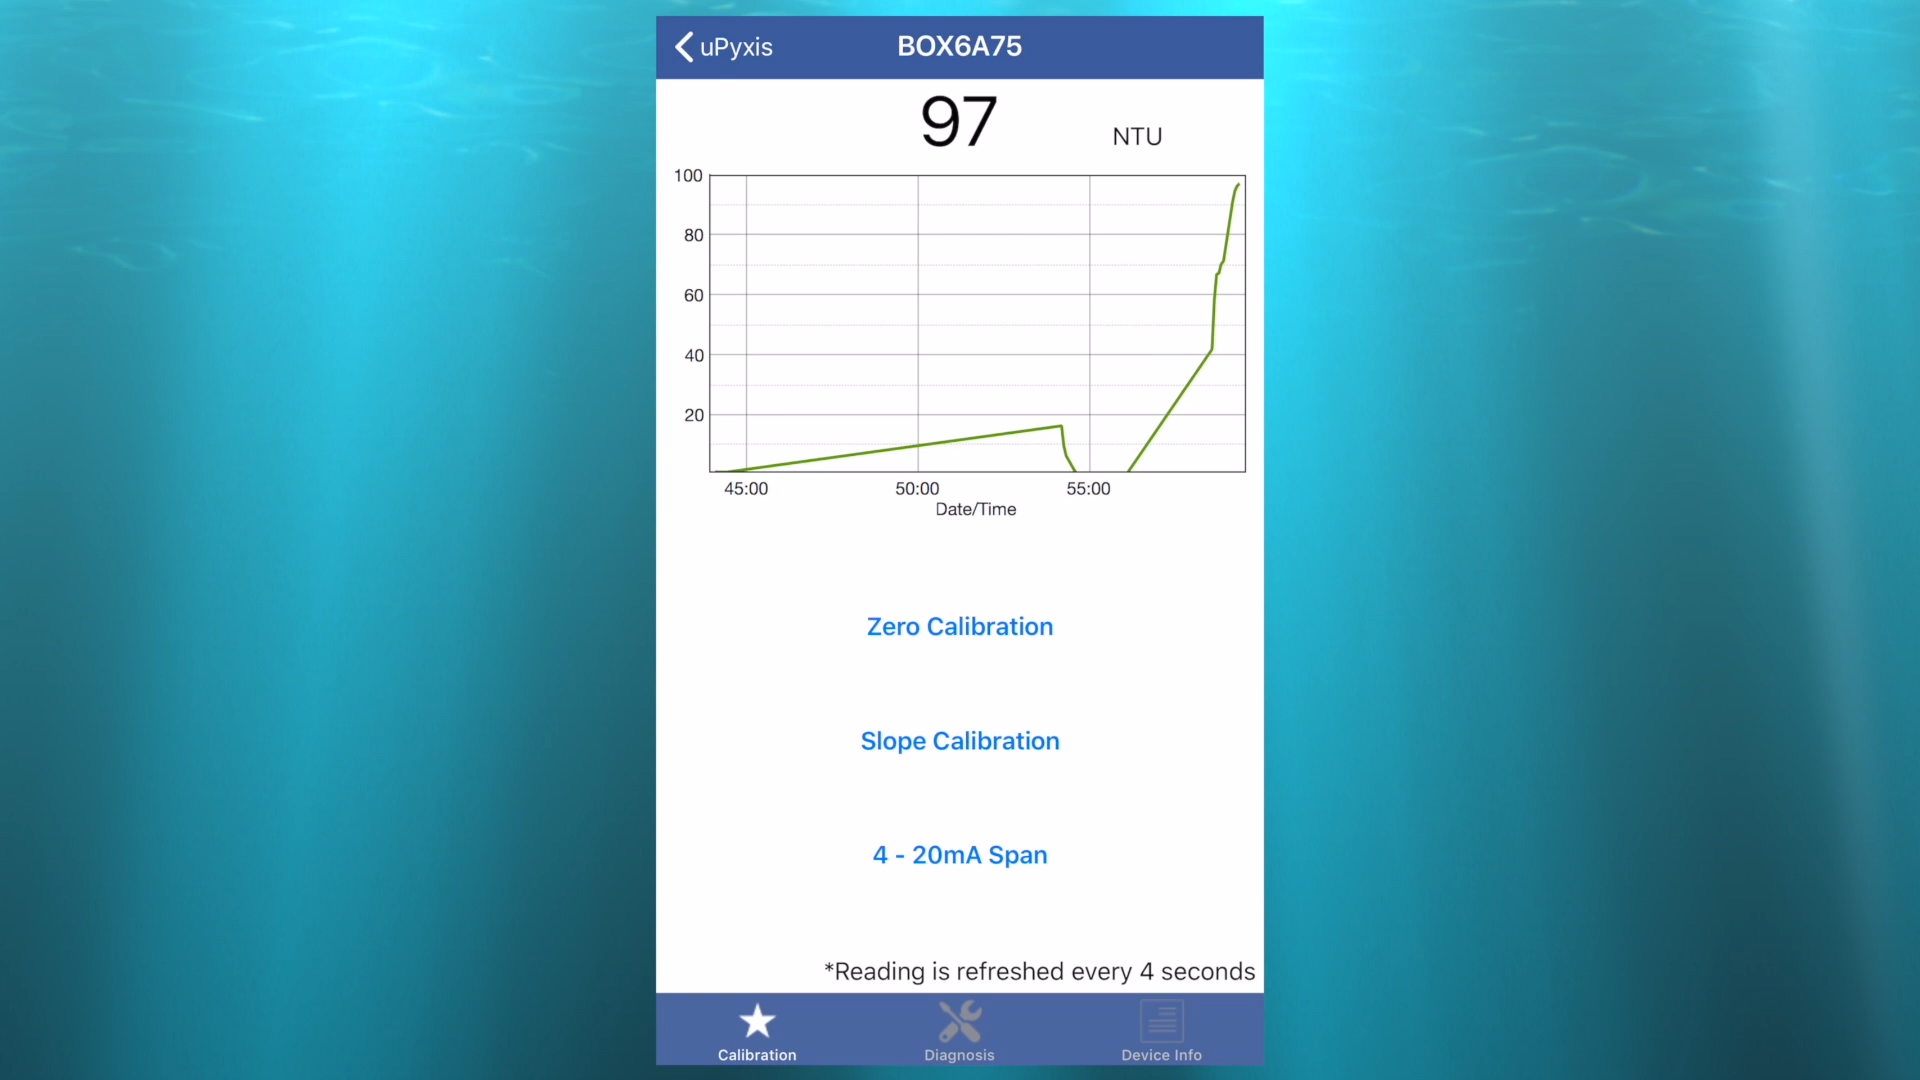 uPyxis
BOX6A75
97 NTU
100
80
60
40
20
45:00 50:00 55:00
Date/Time
Zero Calibration
Slope Calibration
4 - 20mA Span
*Reading is refreshed every 4 seconds
Calibration Diagnosis Device Info